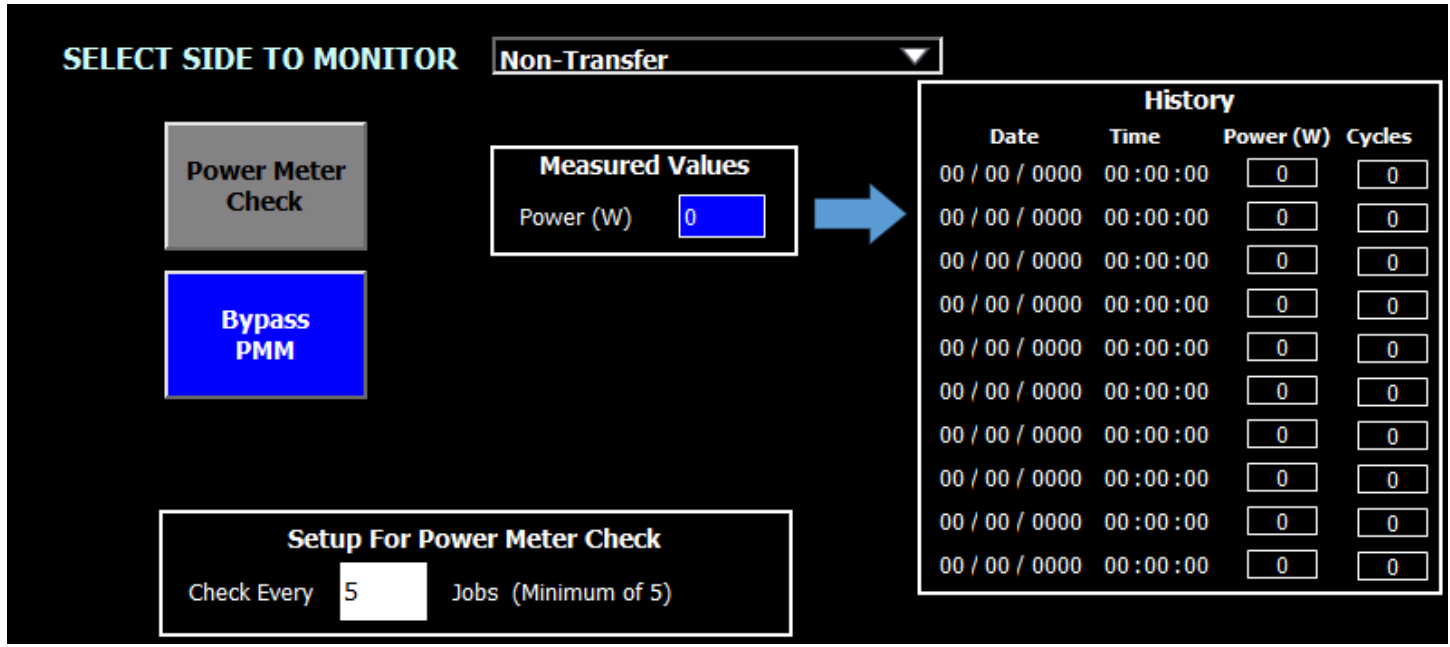 SELECT SIDE TO MONITOR Non-Transfer
Power Meter
Check
Bypass
PMM
Measured Values
Power (W) 0
History
Date Time Power (W) Cycles
00 / 00 / 0000 00:00:00 0 0
00 / 00 / 0000 00:00:00 0 0
00 / 00 / 0000 00:00:00 0 0
00 / 00 / 0000 00:00:00 0 0
00 / 00 / 0000 00:00:00 0 0
00 / 00 / 0000 00:00:00 0 0
00 / 00 / 0000 00:00:00 0 0
00 / 00 / 0000 00:00:00 0 0
00 / 00 / 0000 00:00:00 0 0
00 / 00 / 0000 00:00:00 0 0
Setup For Power Meter Check
Check Every 5 Jobs (Minimum of 5)